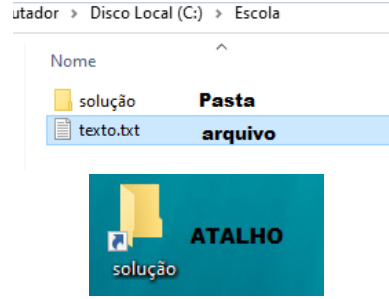 utador > Disco Local (C:) > Escola
Nome
solução Pasta
texto.txt arquivo
ATALHO
solução